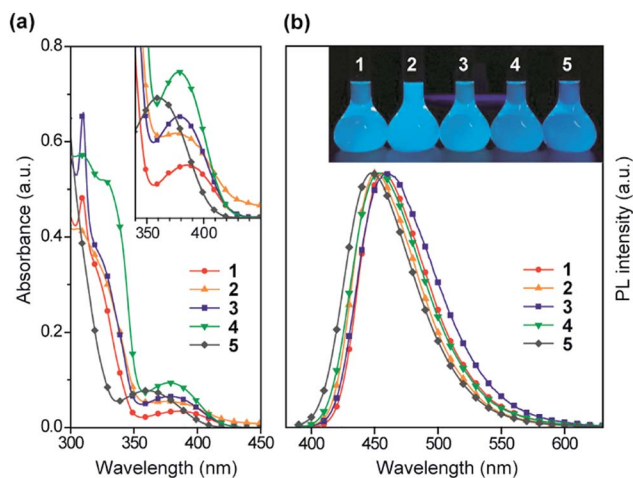 (a)
0.8
0.6
0.4
0.2
0.0
Absorbance (a.u.)
350 400
1
2
3
4
5
300 350 400 450
Wavelength (nm)
(b)
1 2 3 4 5
1
2
3
4
5
PL intensity (a.u.)
400 450 500 550 600
Wavelength (nm)